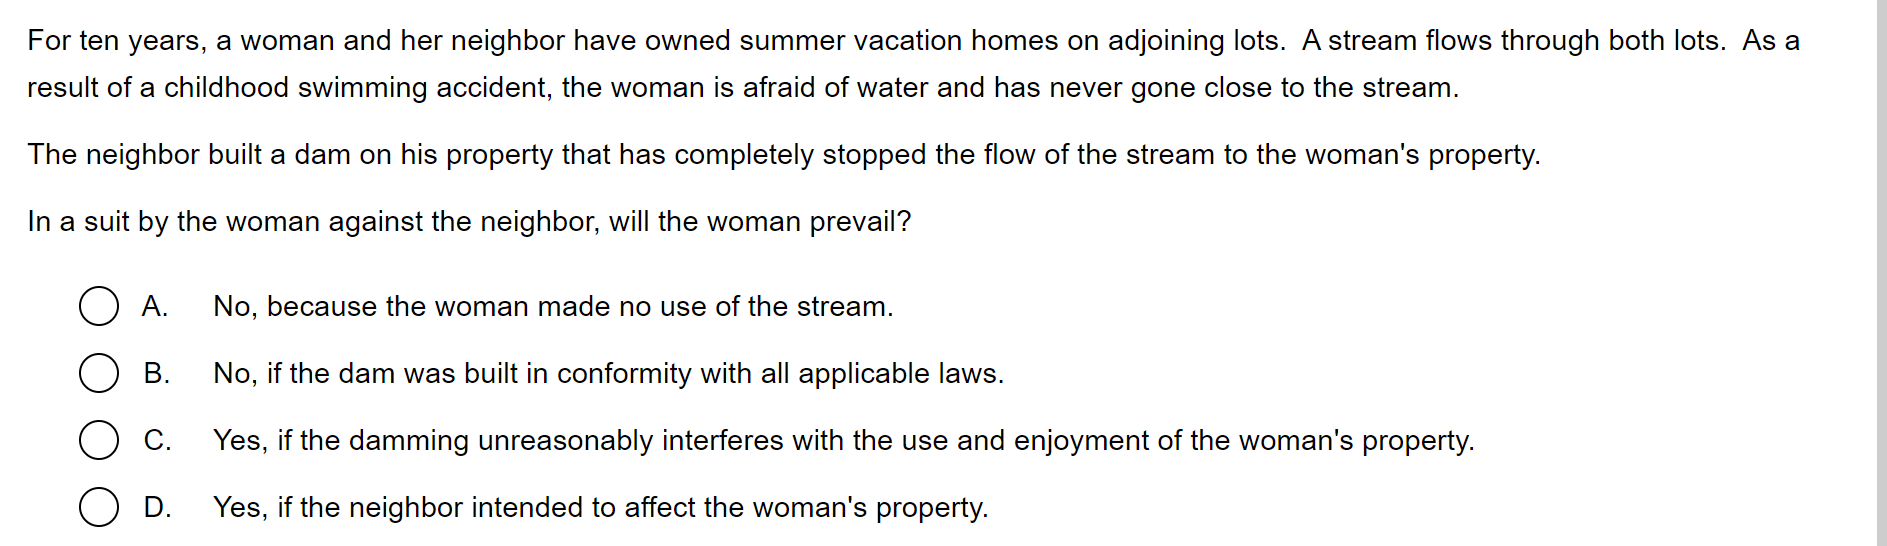 For ten years, a woman and her neighbor have owned summer vacation homes on adjoining lots.  A stream flows through both lots.  As a
result of a childhood swimming accident, the woman is afraid of water and has never gone close to the stream.
The neighbor built a dam on his property that has completely stopped the flow of the stream to the woman's property.
In a suit by the woman against the neighbor, will the woman prevail?
A. No, because the woman made no use of the stream.
B. No, if the dam was built in conformity with all applicable laws.
C. Yes, if the damming unreasonably interferes with the use and enjoyment of the woman's property.
D. Yes, if the neighbor intended to affect the woman's property.